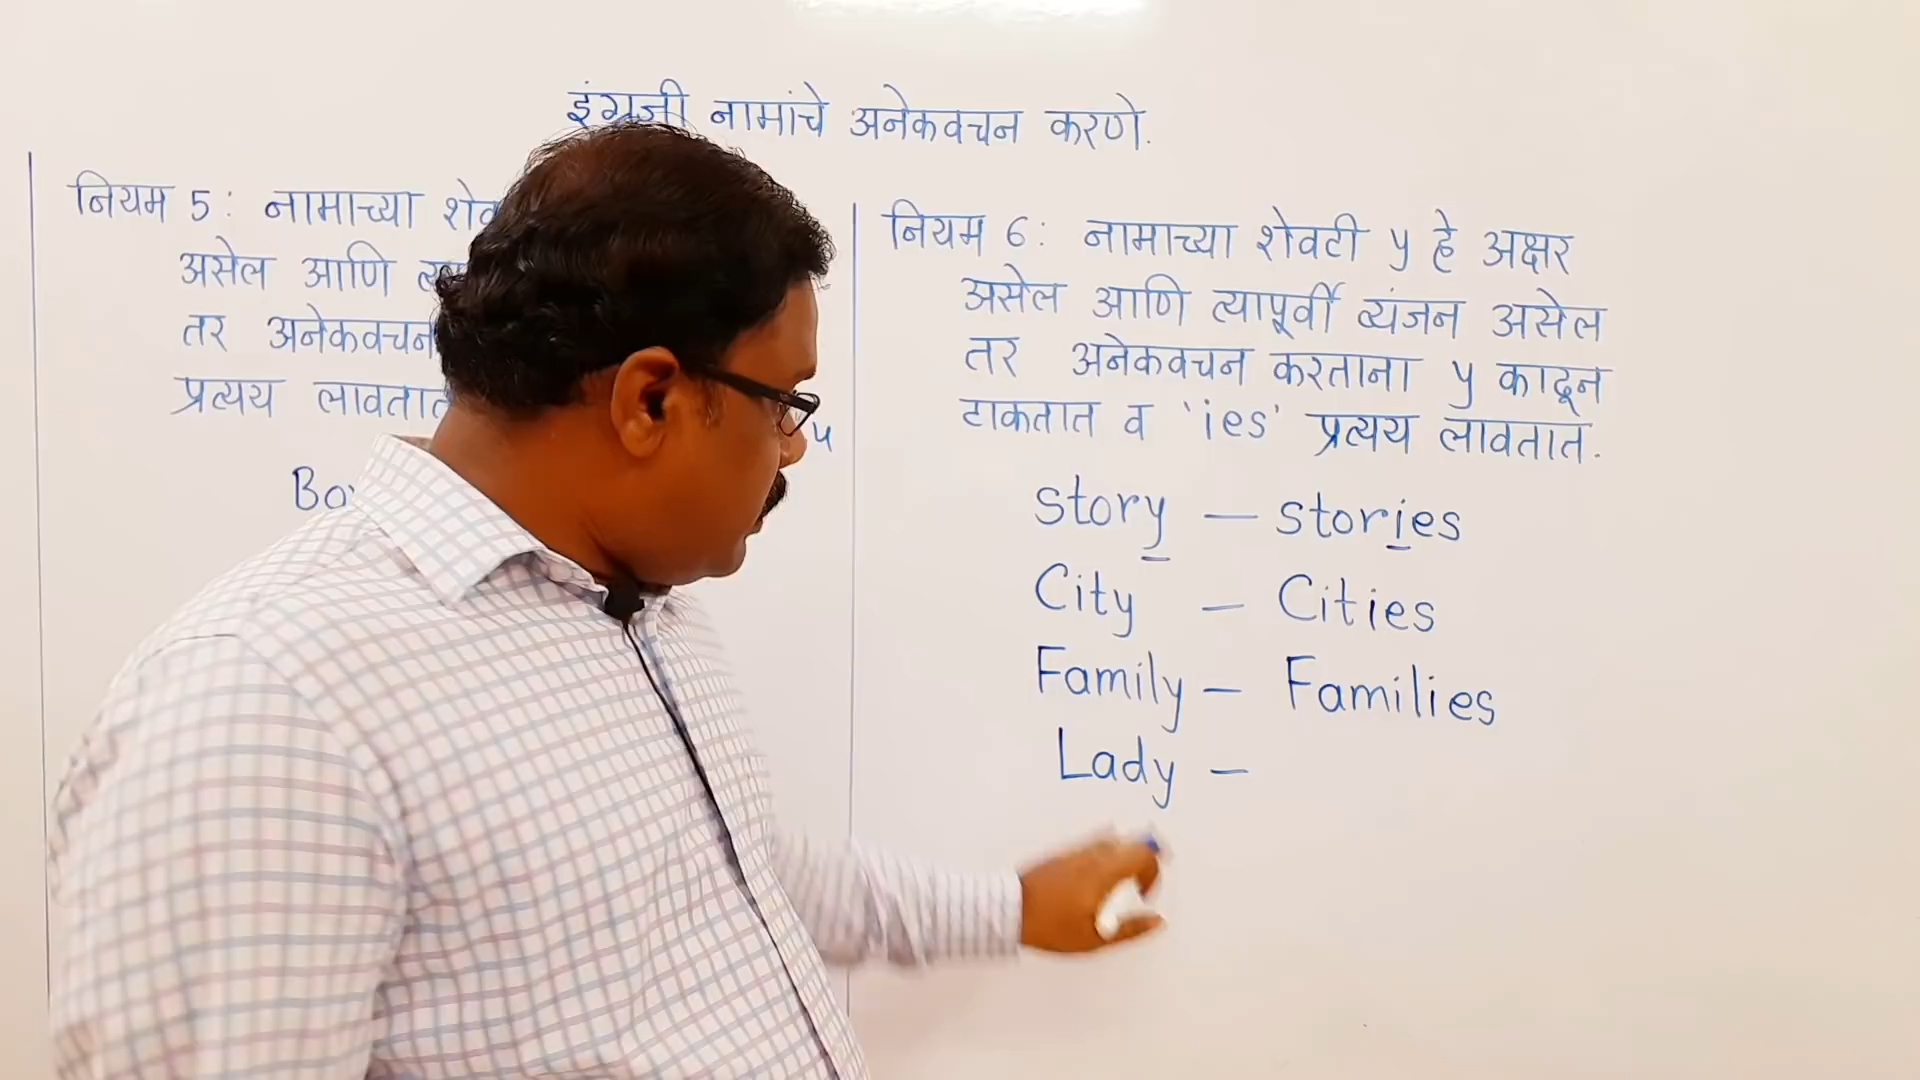 इंग्रजी नामांचे अनेकवचन करणे.
नियम 5: नामाच्या
असेल आणि
तर अनेकवचन
प्रत्यय लावतात
नियम 6: नामाच्या शेवटी y हे अक्षर
असेल आणि त्यापूर्वी व्यंजन असेल
तर अनेकवचन करताना y काढून
टाकतात व 'ies' प्रत्यय लावतात.
Story — Stories
City — Cities
Family — Families
Lady —